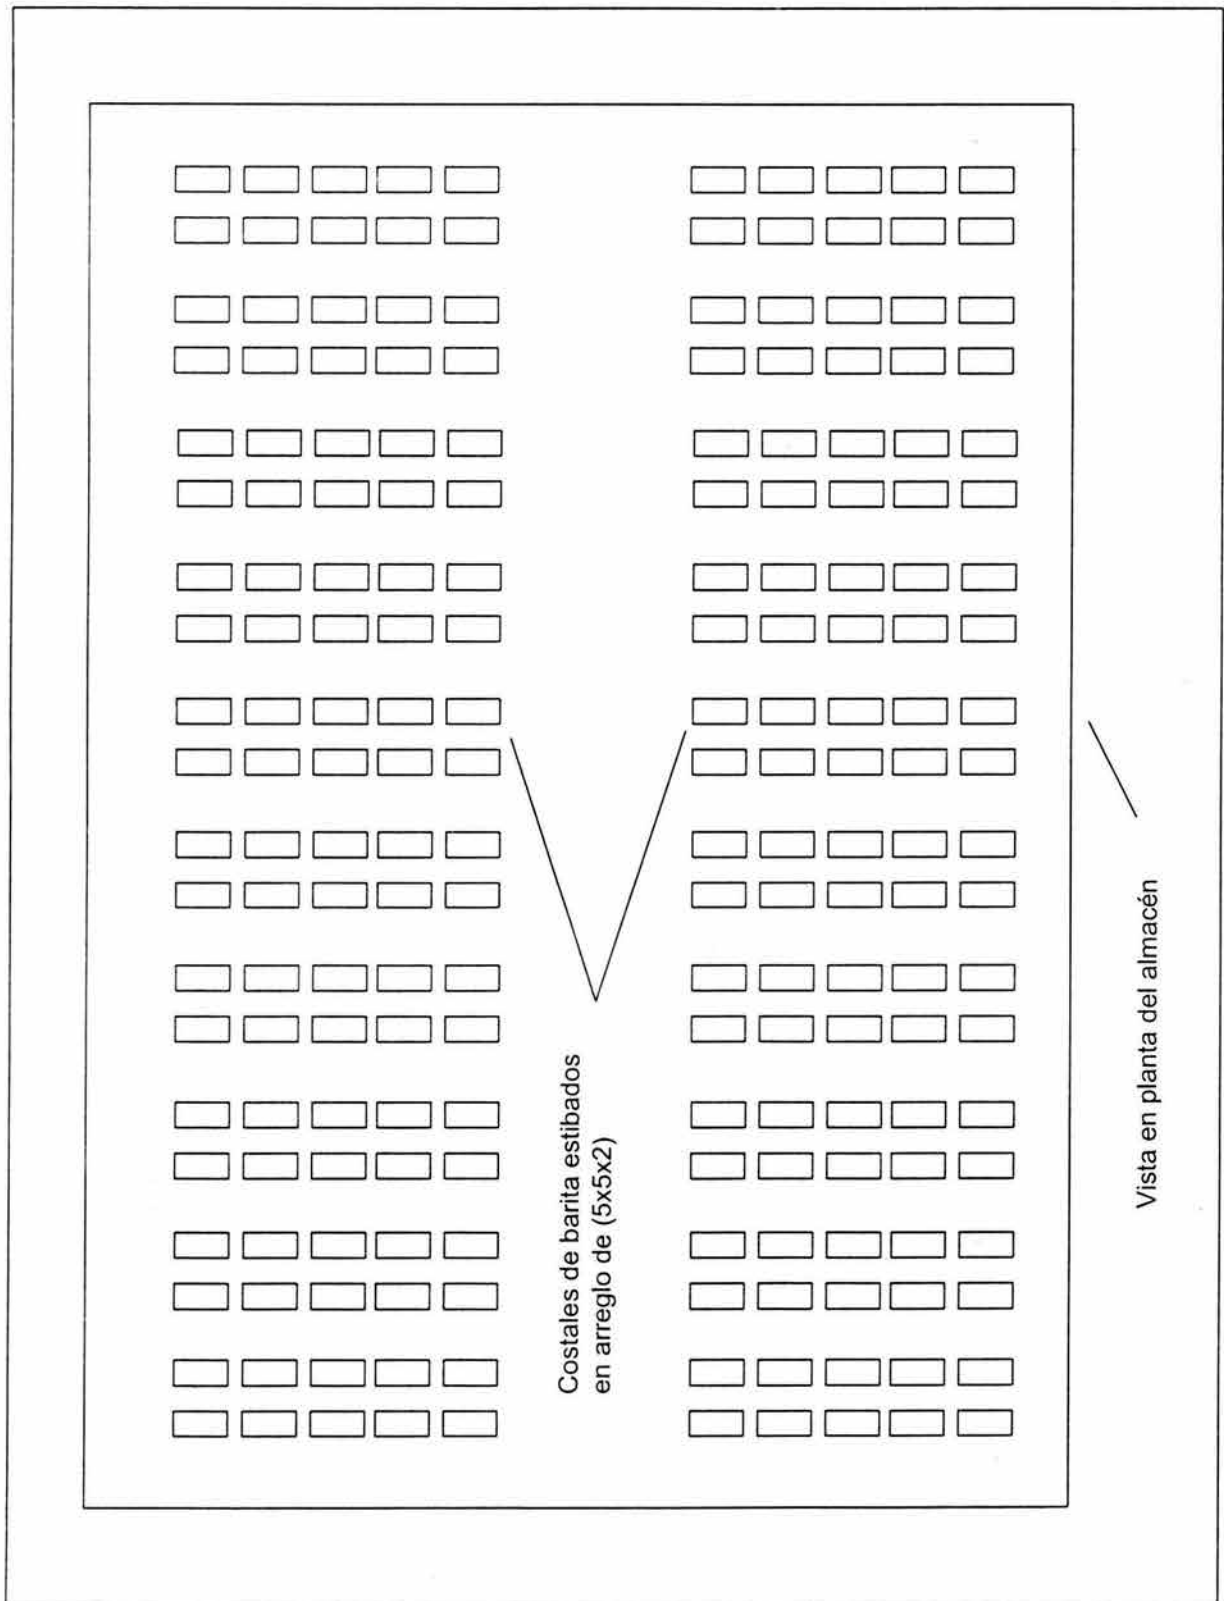 Costales de barita estibados
en arreglo de (5x5x2)
Vista en planta del almacén